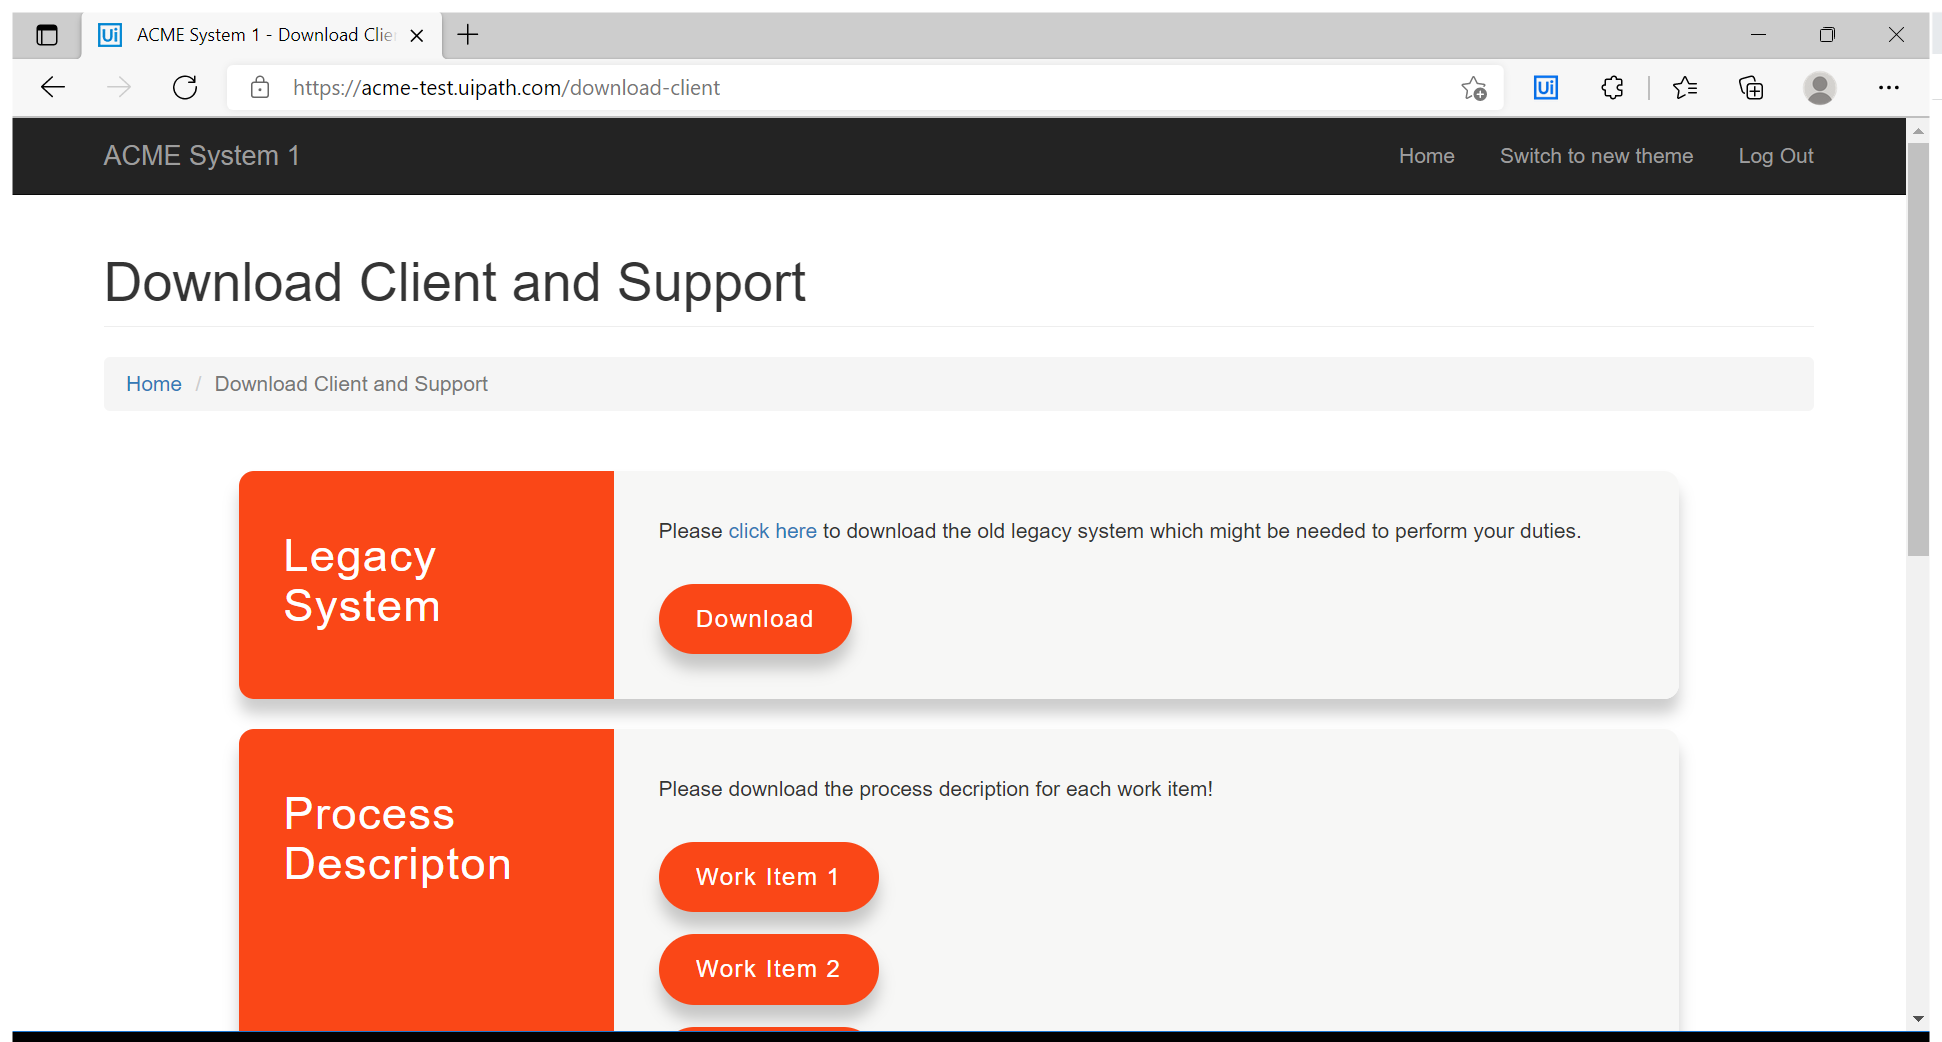 Ui ACME System 1 - Download Clie
https://acme-test.uipath.com/download-client Ui
ACME System 1 Home Switch to new theme Log Out
Download Client and Support
Home / Download Client and Support
Legacy
System
Please click here to download the old legacy system which might be needed to perform your duties.
Download
Process
Descripton
Please download the process decription for each work item!
Work Item 1
Work Item 2